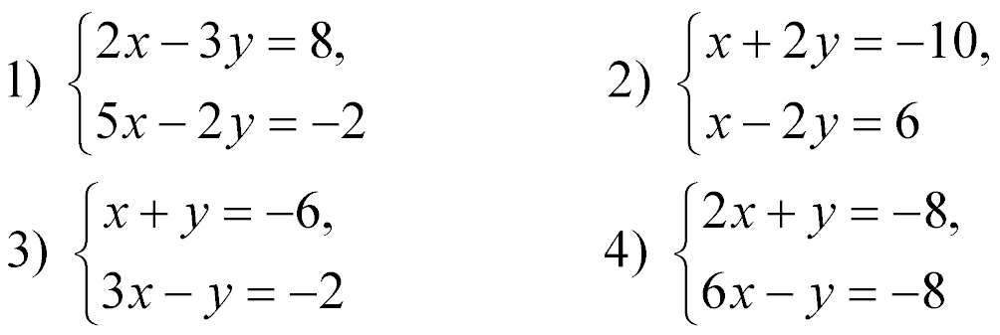 1) { 2x − 3y = 8,
5x − 2y = −2
2) { x + 2y = −10,
x − 2y = 6
3) { x + y = −6,
3x − y = −2
4) { 2x + y = −8,
6x − y = −8